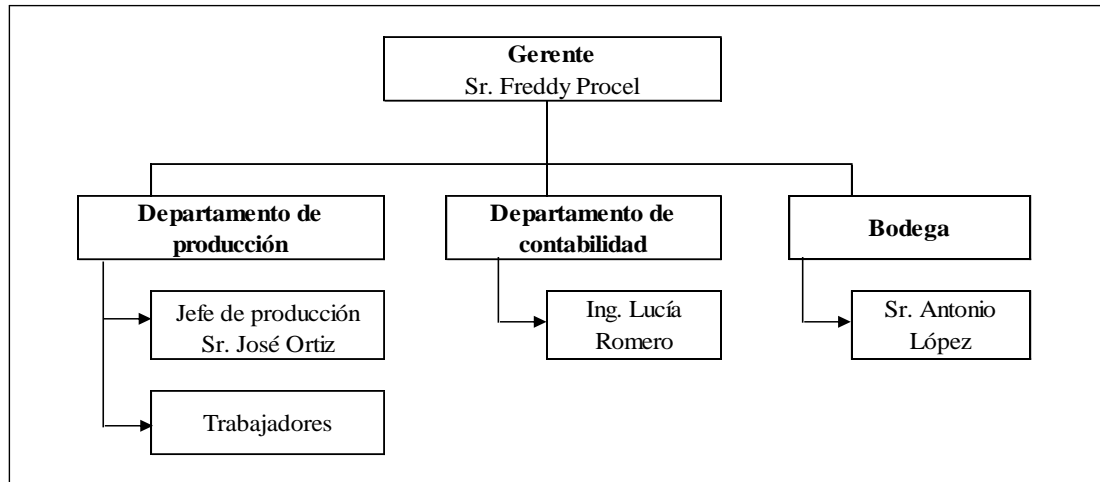 Gerente
Sr. Freddy Procel
Departamento de
producción
Departamento de
contabilidad
Bodega
Jefe de producción
Sr. José Ortiz
Ing. Lucía
Romero
Sr. Antonio
López
Trabajadores